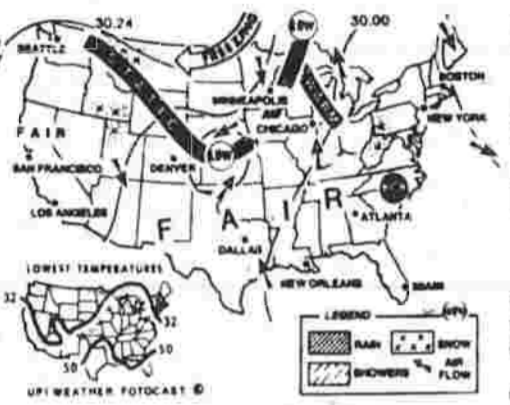 30.24
30.00
SEATTLE
FREEZING
LOW
MINNEAPOLIS
BOSTON
NEW YORK
CHICAGO
FAIR
SAN FRANCISCO
DENVER
LOW
LOS ANGELES
FAIR
ATLANTA
DALLAS
NEW ORLEANS
MIAMI
LOWEST TEMPERATURES
32
32
50
50
LEGEND
RAIN
SNOW
SHOWERS
AIR FLOW
UPI WEATHER FOTOCAST ©